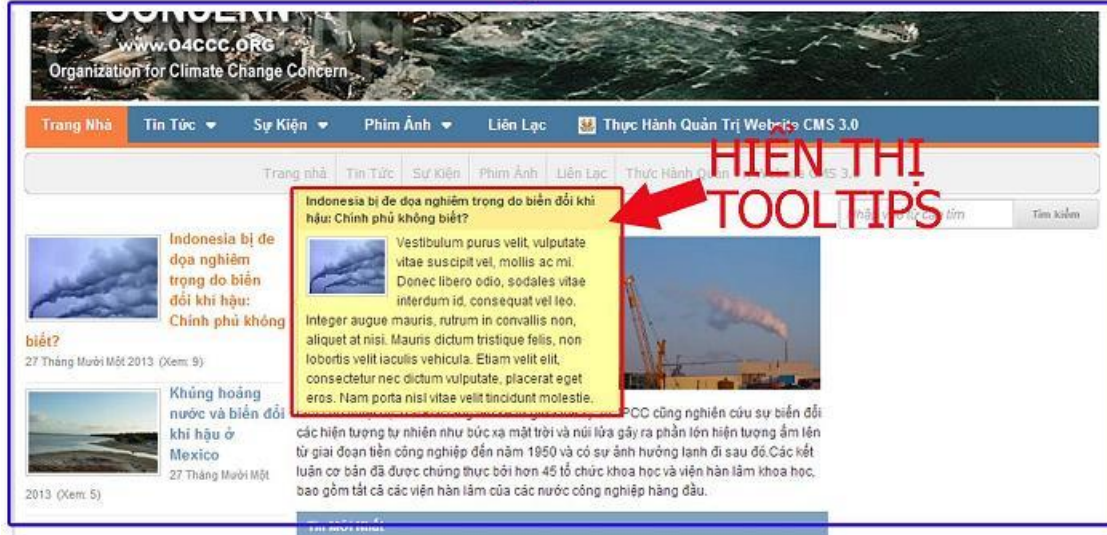 CONCERN
www.O4CCC.ORG
Organization for Climate Change Concern
Trang Nhà Tin Tức Sự Kiện Phim Ảnh Liên Lạc Thực Hành Quản Trị Website CMS 3.0
Trang nhà Tin Tức Sự Kiện Phim Ảnh Liên Lạc Thực Hành Quản CMS 3.0
HIỂN THỊ
TOOLTIPS
Tìm kiếm
Indonesia bị đe dọa nghiêm trọng do biến đổi khí
hậu: Chính phủ không biết?
Vestibulum purus velit, vulputate
vitae suscipit vel, mollis ac mi.
Donec libero odio, sodales vitae
interdum id, consequat vel leo.
Integer augue mauris, rutrum in convallis non,
aliquet at nisi. Mauris dictum tristique felis, non
lobortis velit iaculis vehicula. Etiam velit elit,
consectetur nec dictum vulputate, placerat eget
eros. Nam porta nisl vitae velit tincidunt molestie.
Indonesia bị đe
dọa nghiêm
trọng do biến
đổi khí hậu:
Chính phủ không
biết?
27 Tháng Mười Một 2013 (Xem: 9)
Khủng hoảng
nước và biến đổi
khí hậu ở
Mexico
27 Tháng Mười Một
2013 (Xem: 5)
IPCC cũng nghiên cứu sự biến đổi
các hiện tượng tự nhiên như bức xạ mặt trời và núi lửa gây ra phần lớn hiện tượng ấm lên
từ giai đoạn tiền công nghiệp đến năm 1950 và có sự ảnh hưởng lạnh đi sau đó.Các kết
luận cơ bản đã được chứng thực bởi hơn 45 tổ chức khoa học và viện hàn lâm khoa học,
bao gồm tất cả các viện hàn lâm của các nước công nghiệp hàng đầu.
Tin Mới Nhất